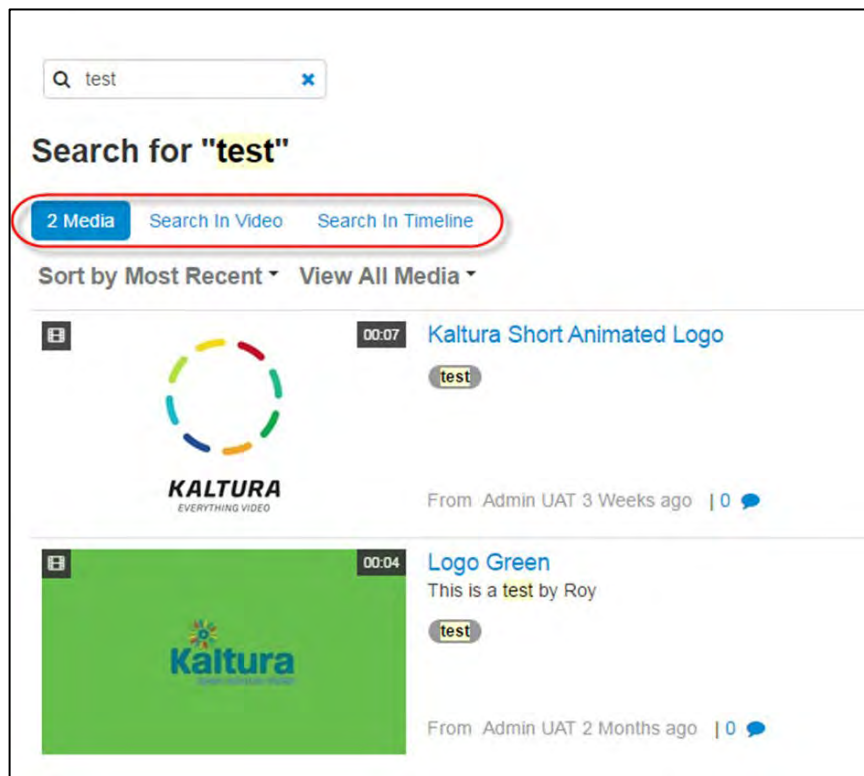 test
Search for "test"
2 Media Search In Video Search In Timeline
Sort by Most Recent View All Media
00:07 Kaltura Short Animated Logo
test
KALTURA
EVERYTHING VIDEO
From Admin UAT 3 Weeks ago | 0
00:04 Logo Green
This is a test by Roy
test
Kaltura
From Admin UAT 2 Months ago | 0